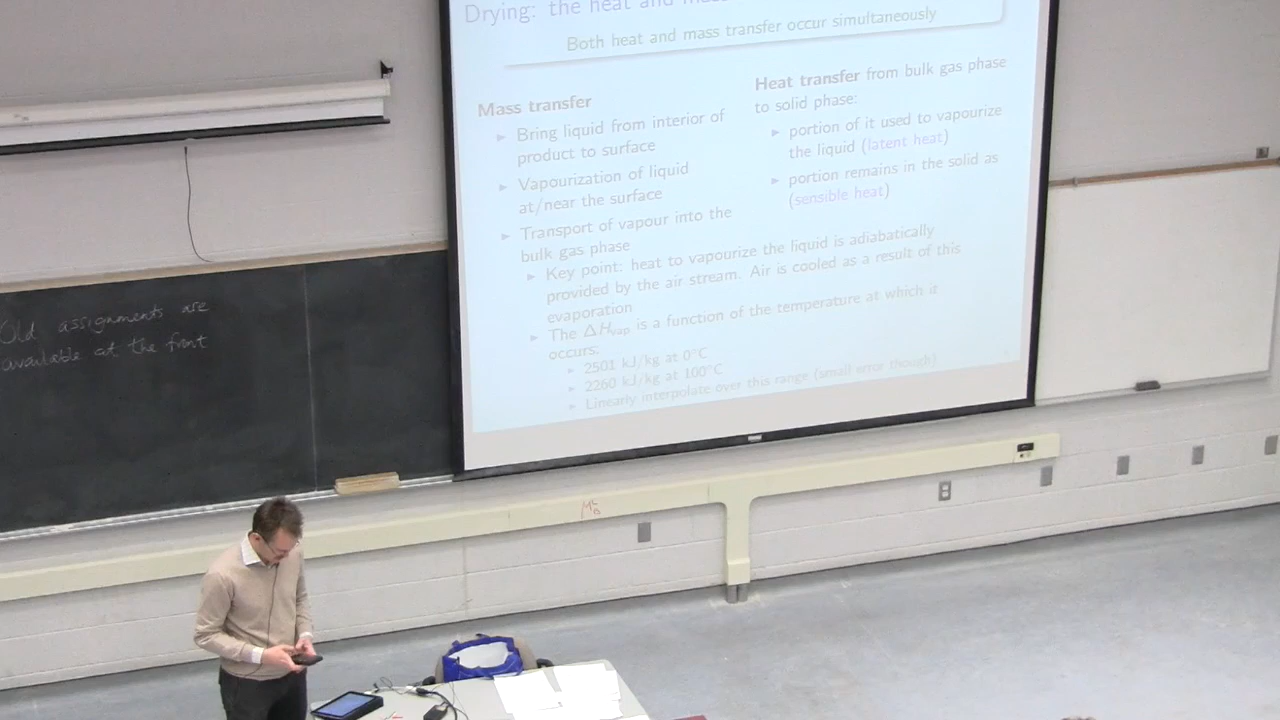 Drying: the heat and mass
Both heat and mass transfer occur simultaneously
Mass transfer
► Bring liquid from interior of
product to surface
► Vapourization of liquid
at/near the surface
► Transport of vapour into the
bulk gas phase
Heat transfer from bulk gas phase
to solid phase:
► portion of it used to vapourize
the liquid (latent heat)
► portion remains in the solid as
(sensible heat)
► Key point: heat to vapourize the liquid is adiabatically
provided by the air stream. Air is cooled as a result of this
evaporation
► The ΔHvap is a function of the temperature at which it
occurs:
► 2501 kJ/kg at 0°C
► 2260 kJ/kg at 100°C
► Linearly interpolate over this range (small error though)
Old assignments are
available at the front